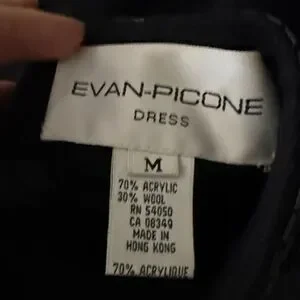 EVAN-PICONE
DRESS
M
70% ACRYLIC
30% WOOL
RN 54050
CA 08349
MADE IN
HONG KONG
70% ACRYLIQUE